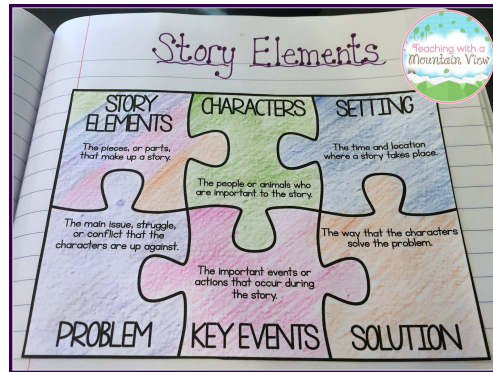 Story Elements
Teaching with a
Mountain View
STORY
ELEMENTS
The pieces, or parts,
that make up a story.
CHARACTERS
The people or animals who
are important to the story.
SETTING
The time and location
where a story takes place.
The main issue, struggle,
or conflict that the
characters are up against.
PROBLEM
The important events or
actions that occur during
the story.
KEY EVENTS
The way that the characters
solve the problem.
SOLUTION